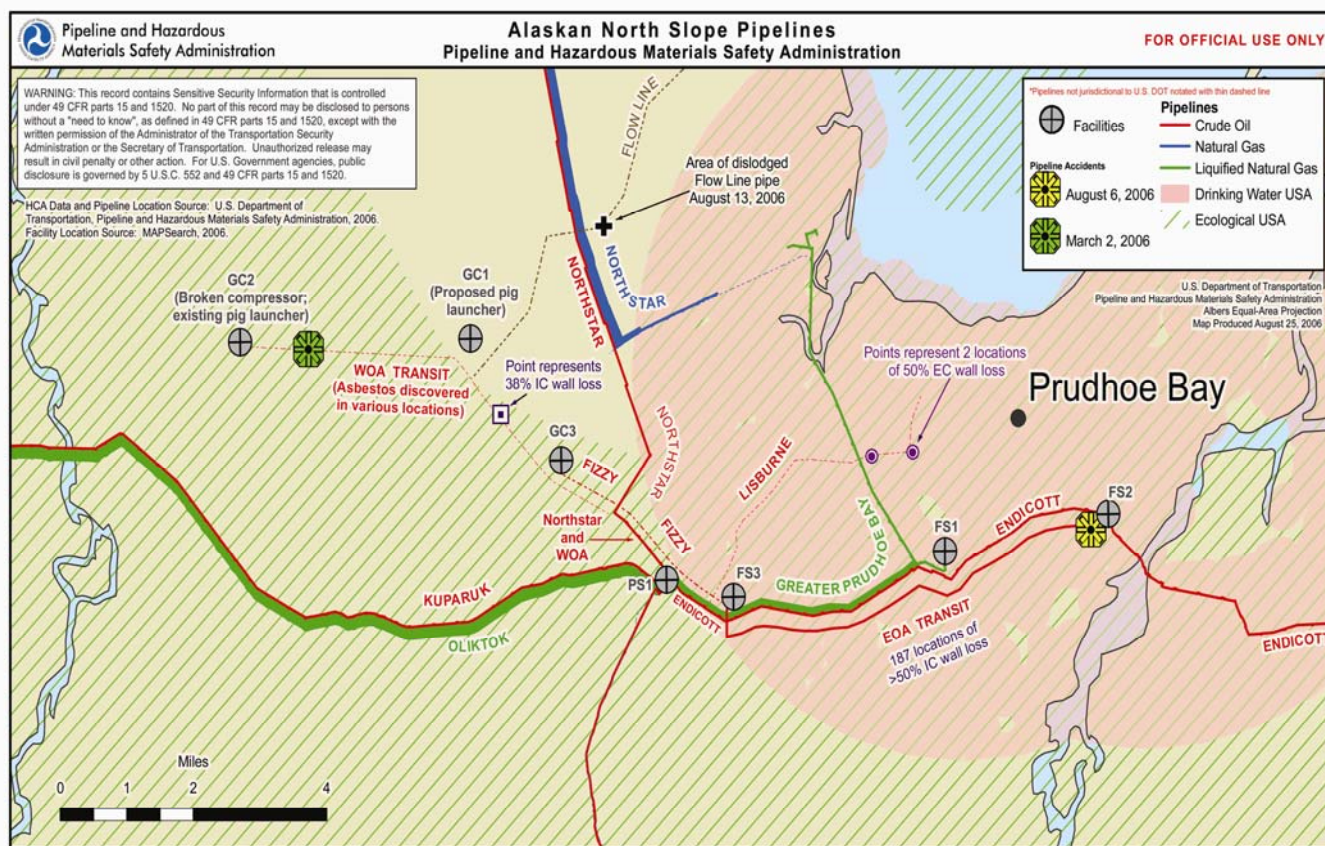 Pipeline and Hazardous
Materials Safety Administration
Alaskan North Slope Pipelines
Pipeline and Hazardous Materials Safety Administration
FOR OFFICIAL USE ONLY
WARNING: This record contains Sensitive Security Information that is controlled
under 49 CFR parts 15 and 1520. No part of this record may be disclosed to persons
without a "need to know", as defined in 49 CFR parts 15 and 1520, except with the
written permission of the Administrator of the Transportation Security
Administration or the Secretary of Transportation. Unauthorized release may
result in civil penalty or other action. For U.S. Government agencies, public
disclosure is governed by 5 U.S.C. 552 and 49 CFR parts 15 and 1520.
HCA Data and Pipeline Location Source: U.S. Department of
Transportation, Pipeline and Hazardous Materials Safety Administration, 2006.
Facility Location Source: MAPSearch, 2006.
*Pipelines not jurisdictional to U.S. DOT notated with thin dashed line
Facilities
Pipeline Accidents
August 6, 2006
March 2, 2006
Pipelines
Crude Oil
Natural Gas
Liquified Natural Gas
Drinking Water USA
Ecological USA
U.S. Department of Transportation
Pipeline and Hazardous Materials Safety Administration
Albers Equal-Area Projection
Map Produced August 25, 2006
FLOW LINE
Area of dislodged
Flow Line pipe
August 13, 2006
NORTHSTAR
NORTH STAR
GC2
(Broken compressor;
existing pig launcher)
GC1
(Proposed pig
launcher)
WOA TRANSIT
(Asbestos discovered
in various locations)
Point represents
38% IC wall loss
Points represent 2 locations
of 50% EC wall loss
Prudhoe Bay
GC3
FIZZY
NORTHSTAR
LISBURNE
Northstar
and
WOA
FIZZY
GREATER PRUDHOE BAY
FS1
ENDICOTT
FS2
PS1
FS3
KUPARUK
OLIKTOK
ENDICOTT
EOA TRANSIT
187 locations of
>50% IC wall loss
ENDICOTT
Miles
0 1 2 4